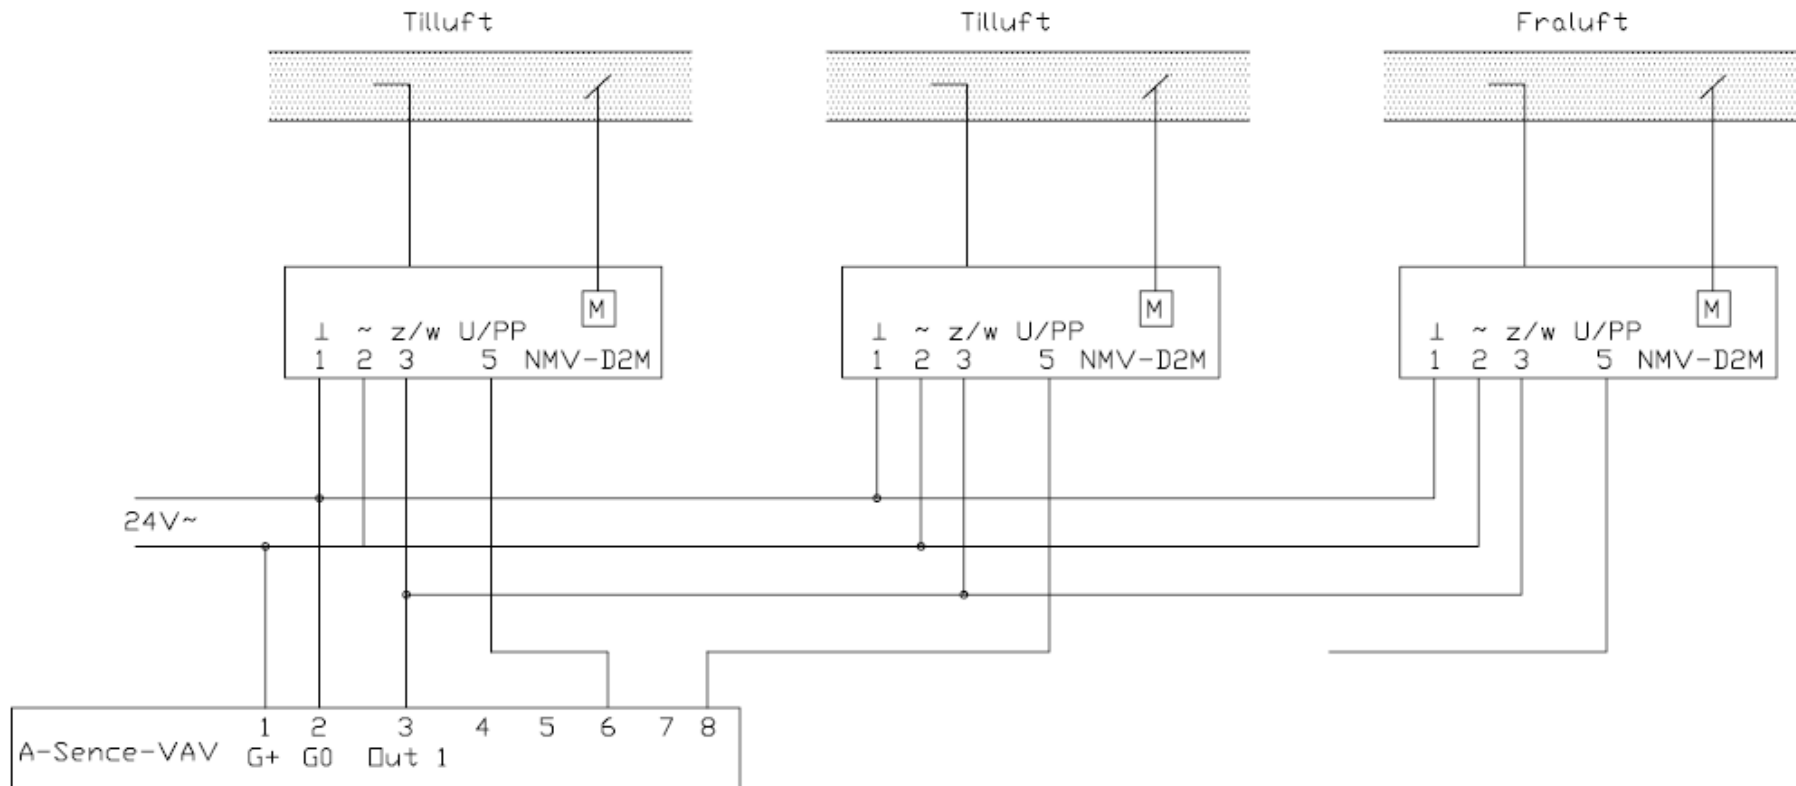 Tilluft Tilluft Fraluft
M M M
⊥ ~ z/w U/PP ⊥ ~ z/w U/PP ⊥ ~ z/w U/PP
1 2 3 5 NMV-D2M 1 2 3 5 NMV-D2M 1 2 3 5 NMV-D2M
24V~
1 2 3 4 5 6 7 8
A-Sence-VAV G+ G0 Out 1